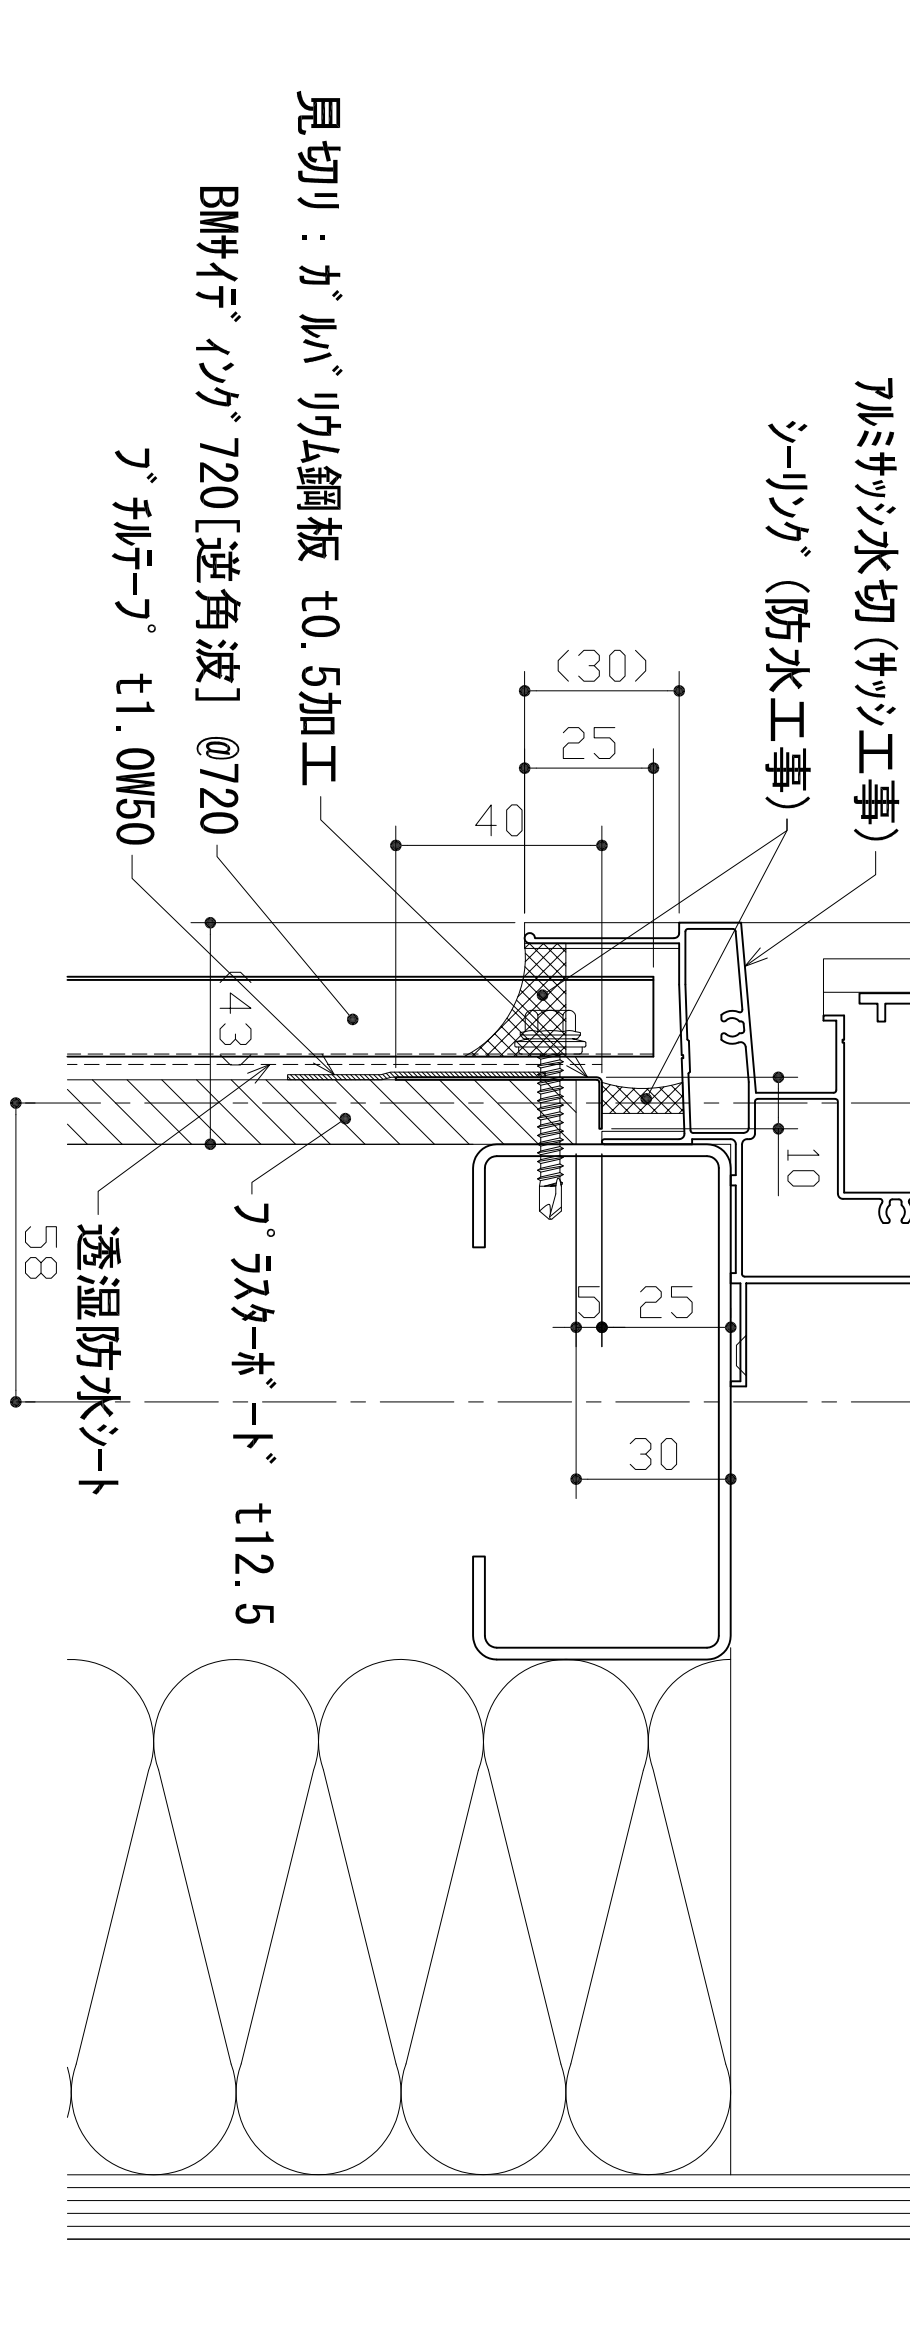 アルミサッシ水切(サッシ工事)
シーリング(防水工事)
見切リ:ガルバリウム鋼板 t0.5加工
BMサイディング720[逆角波] @720
ブチルテープ t1.0W50
(30)
25
40
(43)
10
58
透湿防水シート
プラスターボード t12.5
5
25
30